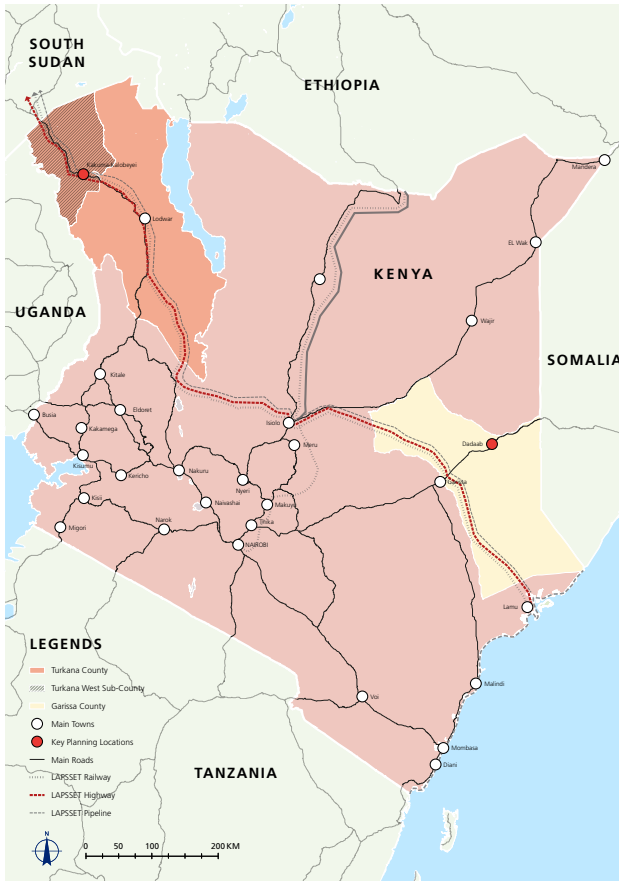 SOUTH
SUDAN
ETHIOPIA
Mandera
Kakuma-Kalobeyei
Lodwar
EL Wak
KENYA
UGANDA
Wajir
SOMALIA
Kitale
Eldoret
Busia
Isiolo
Kakamega
Meru
Dadaab
Kisumu
Nakuru
Kericho
Nyeri
Garissa
Kisii
Naivashai
Makuyu
Migori
Narok
Thika
NAIROBI
Lamu
LEGENDS
Turkana County
Turkana West Sub-County
Garissa County
Main Towns
Key Planning Locations
Main Roads
LAPSSET Railway
LAPSSET Highway
LAPSSET Pipeline
Malindi
Voi
Mombasa
Diani
TANZANIA
N
0 50 100 200 KM